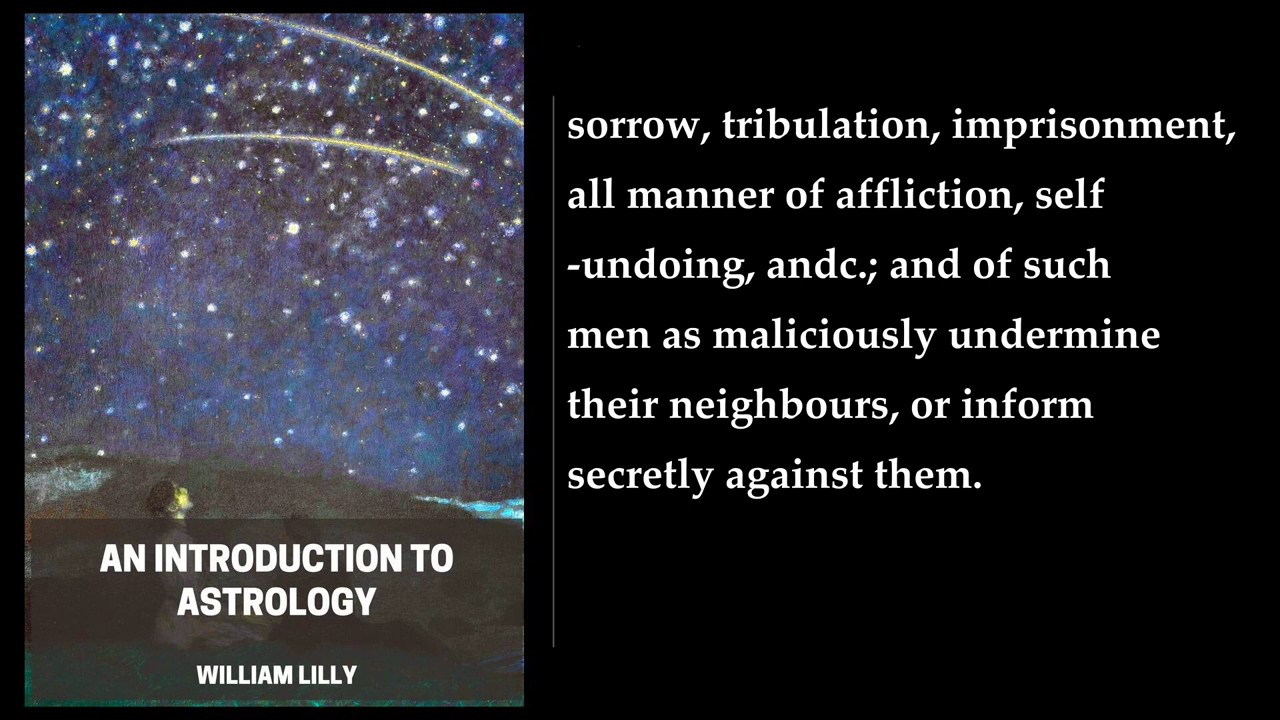 AN INTRODUCTION TO
ASTROLOGY
WILLIAM LILLY
sorrow, tribulation, imprisonment,
all manner of affliction, self
-undoing, andc.; and of such
men as maliciously undermine
their neighbours, or inform
secretly against them.